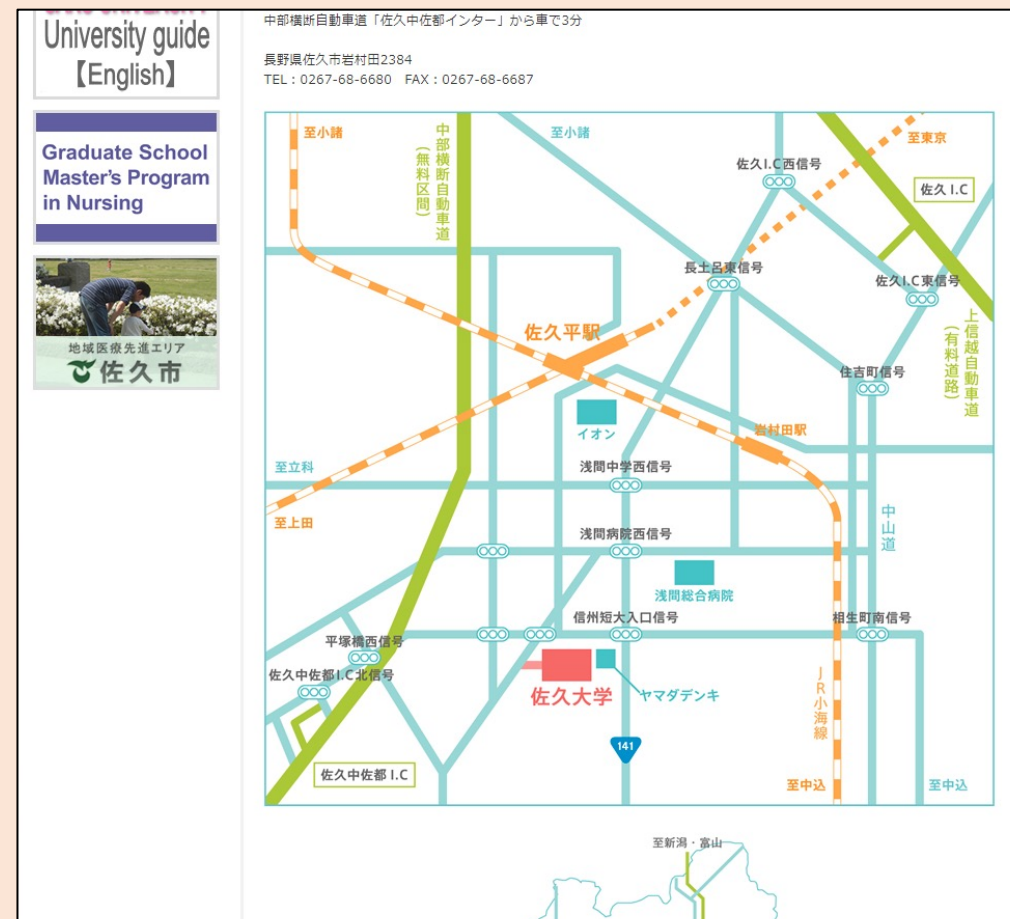 University guide
【English】
Graduate School
Master's Program
in Nursing
地域医療先進エリア
佐久市
中部横断自動車道「佐久中佐都インター」から車で3分
長野県佐久市岩村田2384
TEL：0267-68-6680　FAX：0267-68-6687
至小諸
中部横断自動車道
(無料区間)
至小諸
至東京
佐久I.C西信号
佐久 I.C
長土呂東信号
佐久I.C東信号
上信越自動車道
(有料道路)
佐久平駅
住吉町信号
イオン
岩村田駅
至立科
浅間中学西信号
至上田
中山道
浅間病院西信号
浅間総合病院
信州短大入口信号
相生町南信号
平塚橋西信号
佐久中佐都I.C北信号
佐久大学
ヤマダデンキ
JR小海線
141
佐久中佐都 I.C
至中込
至中込
至新潟・富山